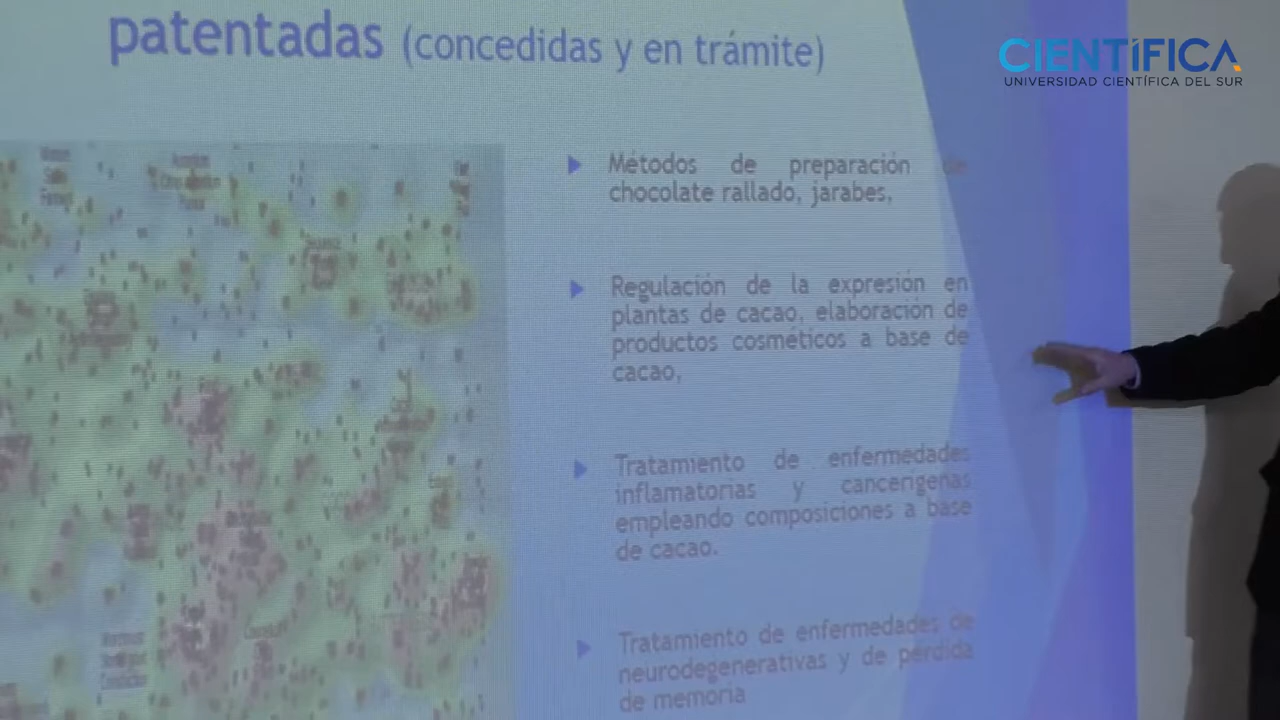 patentadas (concedidas y en trámite)
CIENTÍFICA
UNIVERSIDAD CIENTÍFICA DEL SUR
Métodos de preparación de
chocolate rallado, jarabes,
Regulación de la expresión en
plantas de cacao, elaboración de
productos cosméticos a base de
cacao,
Tratamiento de enfermedades
inflamatorias y cancerígenas
empleando composiciones a base
de cacao.
Tratamiento de enfermedades de
neurodegenerativas y de pérdida
de memoria